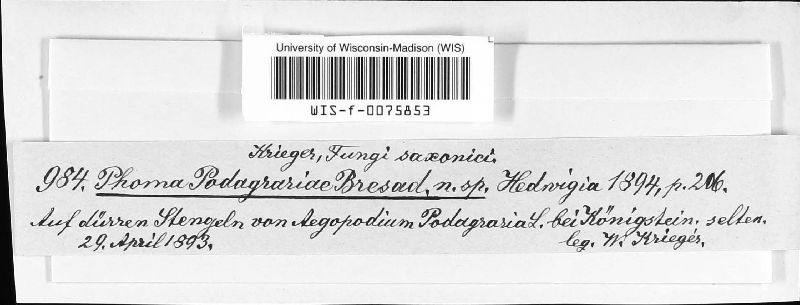 University of Wisconsin-Madison (WIS)
WIS-f-0075853
Krieger, Fungi saxonici.
984. Phoma Podagrariae Bresad. n. sp. Hedwigia 1894, p. 206.
Auf dürren Stengeln von Aegopodium Podagraria L. bei Königstein. selten.
29. April 1893. leg. W. Krieger.